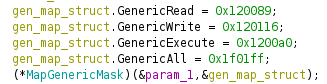 gen_map_struct.GenericRead = 0x120089;
gen_map_struct.GenericWrite = 0x120116;
gen_map_struct.GenericExecute = 0x1200a0;
gen_map_struct.GenericAll = 0x1f01ff;
(*MapGenericMask)(&param_1,&gen_map_struct);